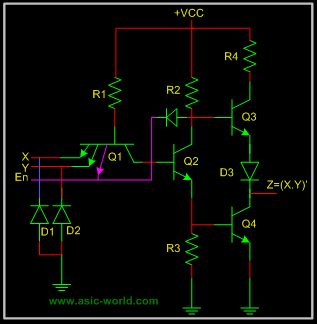 +VCC
R4
R1
R2
Q3
X
Y
En
Q1
Q2
D3
Z=(X.Y)'
D1
D2
Q4
R3
www.asic-world.com